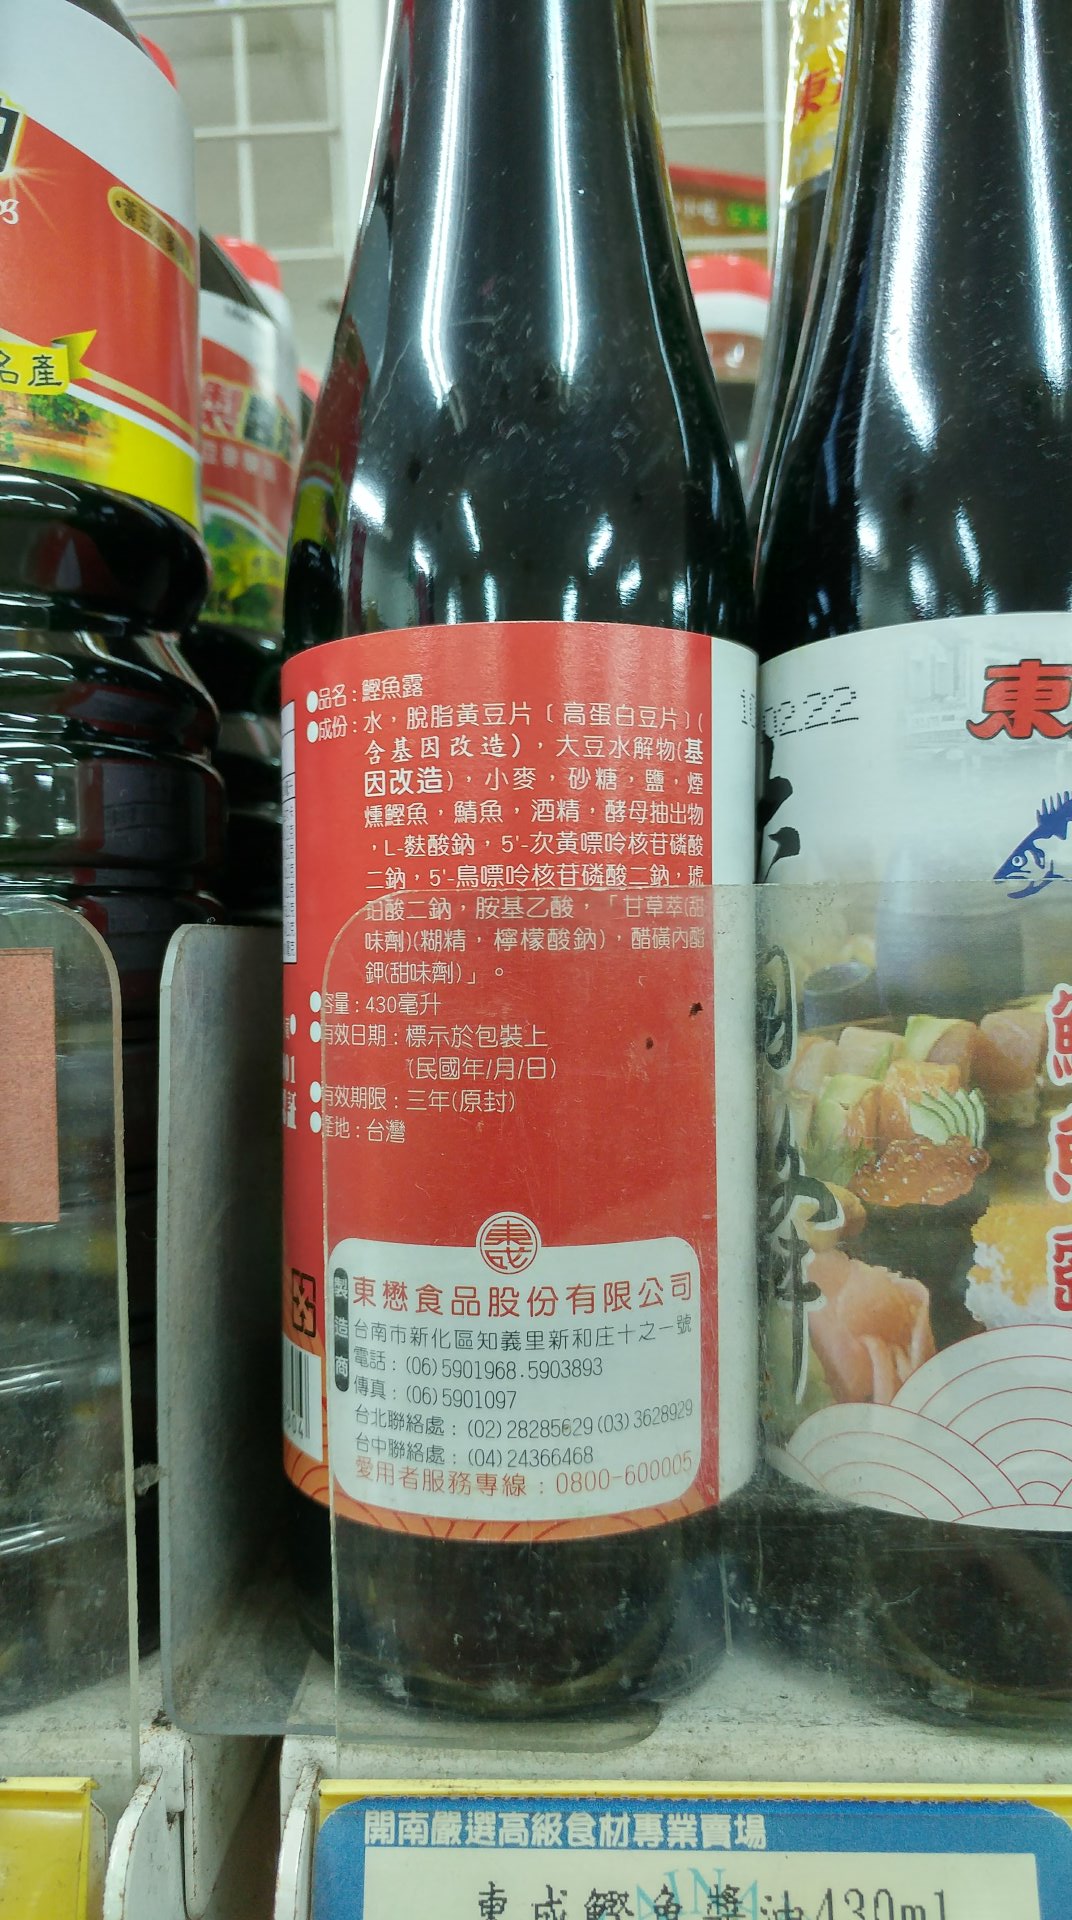 名產
●品名：鰹魚露
●成份：水，脫脂黃豆片〔高蛋白豆片〕(
含基因改造)，大豆水解物(基
因改造)，小麥，砂糖，鹽，煙
燻鰹魚，鯖魚，酒精，酵母抽出物
，L-麩酸鈉，5'-次黃嘌呤核苷磷酸
二鈉，5'-鳥嘌呤核苷磷酸二鈉，琥
珀酸二鈉，胺基乙酸，「甘草萃(甜
味劑)(糊精，檸檬酸鈉)，醋磺內酯
鉀(甜味劑)」。
●容量：430毫升
●有效日期：標示於包裝上
(民國年/月/日)
●有效期限：三年(原封)
●產地：台灣
東成
製造商
東懋食品股份有限公司
台南市新化區知義里新和庄十之一號
電話：(06)5901968.5903893
傳真：(06)5901097
台北聯絡處：(02)28285629(03)3628929
台中聯絡處：(04)24366468
愛用者服務專線：0800-600005
東
開南嚴選高級食材專業賣場
東成鰹魚醬油430ml